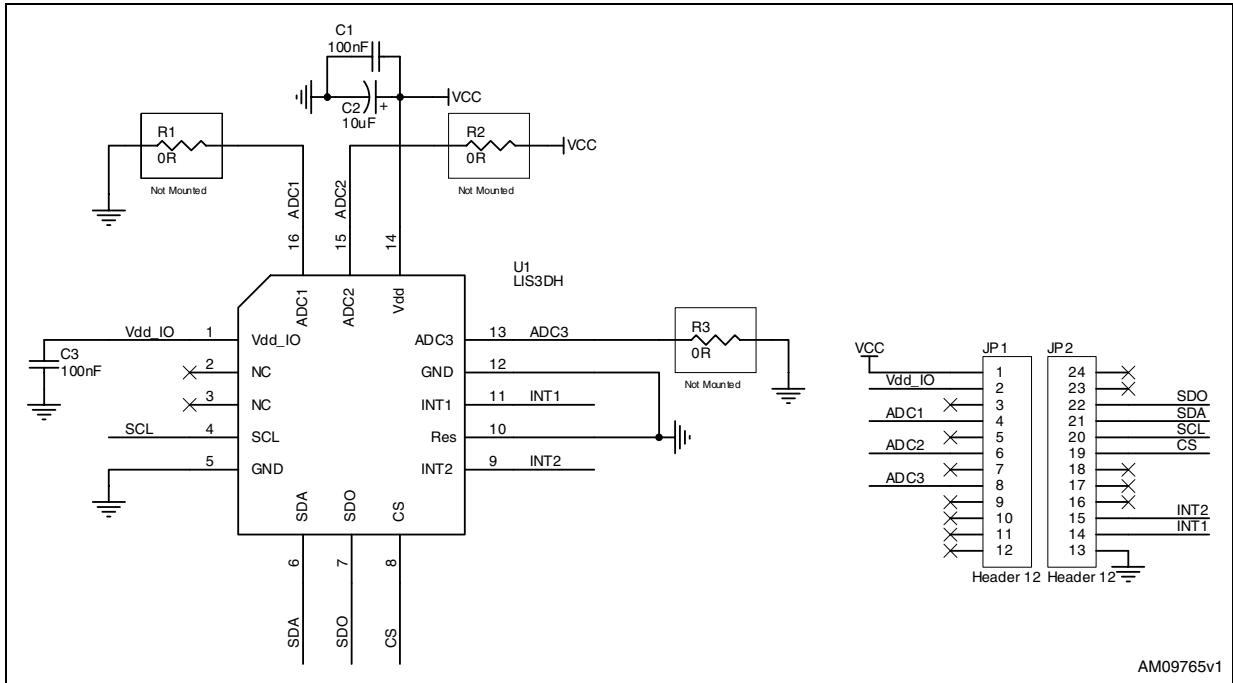 C1
100nF
C2
+
10uF
VCC
R1
0R
Not Mounted
R2
0R
Not Mounted
VCC
ADC1
ADC2
16
15
14
U1
LIS3DH
ADC1
ADC2
Vdd
Vdd_IO
1
Vdd_IO
C3
100nF
2
NC
3
NC
SCL
4
SCL
5
GND
ADC3
13
ADC3
R3
0R
Not Mounted
GND
12
INT1
11
INT1
Res
10
INT2
9
INT2
SDA
SDO
CS
6
7
8
SDA
SDO
CS
JP1
VCC
1
Vdd_IO
2
3
ADC1
4
5
ADC2
6
7
ADC3
8
9
10
11
12
Header 12
JP2
24
23
22
SDO
21
SDA
20
SCL
19
CS
18
17
16
15
INT2
14
INT1
13
Header 12
AM09765v1